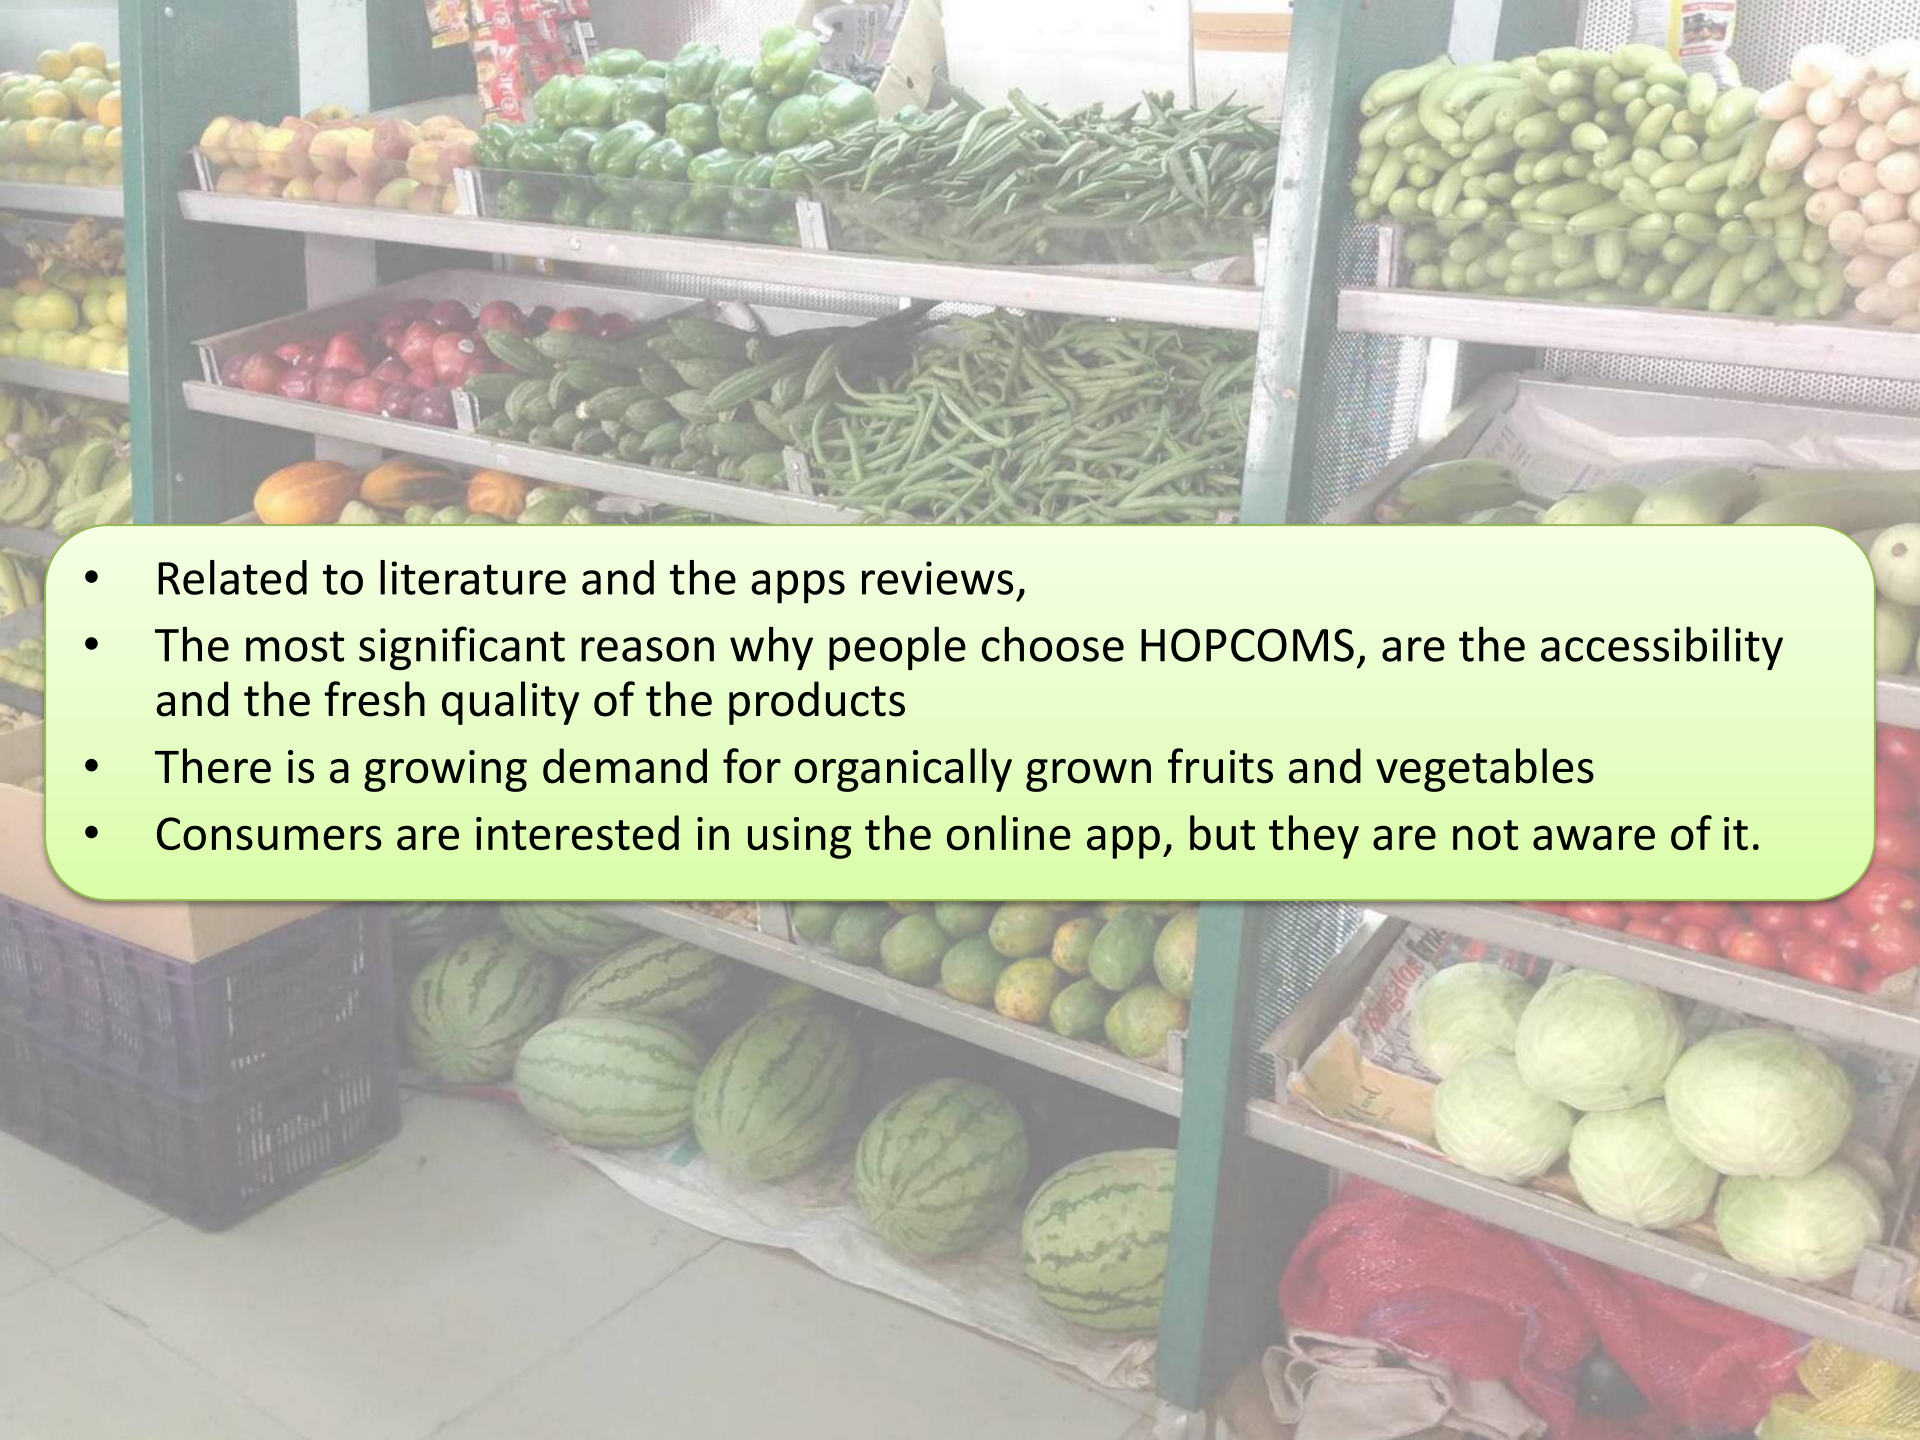 • Related to literature and the apps reviews,
• The most significant reason why people choose HOPCOMS, are the accessibility
and the fresh quality of the products
• There is a growing demand for organically grown fruits and vegetables
• Consumers are interested in using the online app, but they are not aware of it.